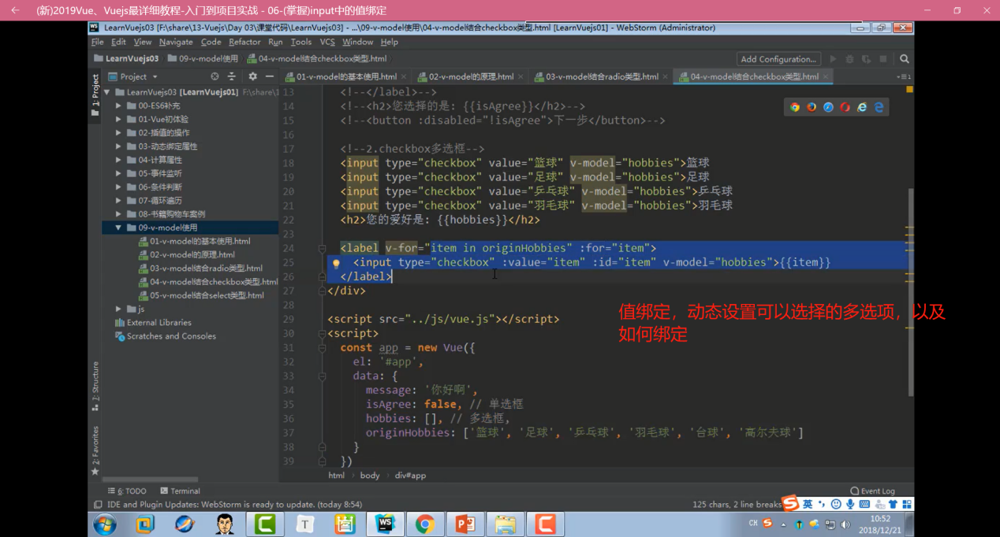 (新)2019Vue、Vuejs最详细教程-入门到项目实战 - 06-(掌握)input中的值绑定
LearnVuejs03 [F:\share\13-Vuejs\Day 03\课堂代码\LearnVuejs03] - ...\09-v-model使用\04-v-model结合checkbox类型.html [LearnVuejs01] - WebStorm (Administrator)
File Edit View Navigate Code Refactor Run Tools VCS Window Help
LearnVuejs03 09-v-model使用 04-v-model结合checkbox类型.html Add Configuration...
Project 01-v-model的基本使用.html 02-v-model的原理.html 03-v-model结合radio类型.html 04-v-model结合checkbox类型.html
1: Project
LearnVuejs03 [LearnVuejs01] F:\share\1
00-ES6补充
01-Vue初体验
02-插值的操作
03-动态绑定属性
04-计算属性
05-事件监听
06-条件判断
07-循环遍历
08-书籍购物车案例
09-v-model使用
01-v-model的基本使用.html
02-v-model的原理.html
03-v-model结合radio类型.html
04-v-model结合checkbox类型.html
05-v-model结合select类型.html
js
External Libraries
Scratches and Consoles
7: Structure
2: Favorites
13 <!--</label>-->
14 <!--<h2>您选择的是: {{isAgree}}</h2>-->
15 <!--<button :disabled="!isAgree">下一步</button>-->
16
17 <!--2.checkbox多选框-->
18 <input type="checkbox" value="篮球" v-model="hobbies">篮球
19 <input type="checkbox" value="足球" v-model="hobbies">足球
20 <input type="checkbox" value="乒乓球" v-model="hobbies">乒乓球
21 <input type="checkbox" value="羽毛球" v-model="hobbies">羽毛球
22 <h2>您的爱好是: {{hobbies}}</h2>
23
24 <label v-for="item in originHobbies" :for="item">
25 <input type="checkbox" :value="item" :id="item" v-model="hobbies">{{item}}
26 </label>
27 </div>
28
29 <script src="../js/vue.js"></script>
30 <script>
31 const app = new Vue({
32 el: '#app',
33 data: {
34 message: '你好啊',
35 isAgree: false, // 单选框
36 hobbies: [], // 多选框,
37 originHobbies: ['篮球', '足球', '乒乓球', '羽毛球', '台球', '高尔夫球']
38 }
39 })
值绑定，动态设置可以选择的多选项，以及
如何绑定
html body div#app
6: TODO Terminal Event Log
IDE and Plugin Updates: WebStorm is ready to update. (today 8:54) 125 chars, 2 line breaks
英
CH 10:52
2018/12/21